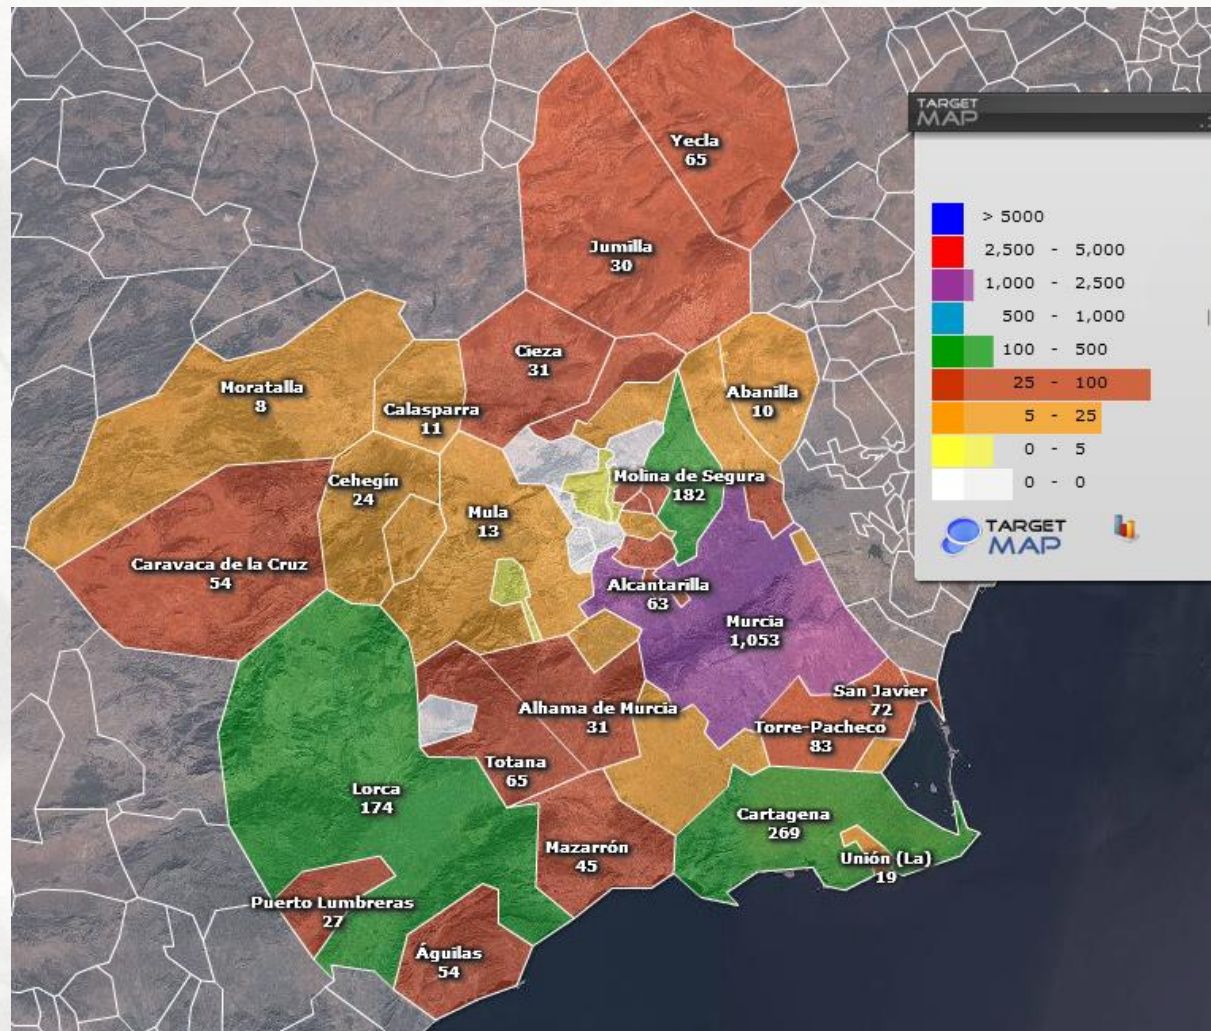 TARGET
MAP
> 5000
2,500 - 5,000
1,000 - 2,500
500 - 1,000
100 - 500
25 - 100
5 - 25
0 - 5
0 - 0
TARGET
MAP
Yecla
65
Jumilla
30
Cieza
31
Moratalla
8
Calasparra
11
Abanilla
10
Cehegín
24
Molina de Segura
182
Mula
13
Caravaca de la Cruz
54
Alcantarilla
63
Murcia
1,053
San Javier
72
Alhama de Murcia
31
Torre-Pacheco
83
Totana
65
Lorca
174
Cartagena
269
Mazarrón
45
Unión (La)
19
Puerto Lumbreras
27
Águilas
54